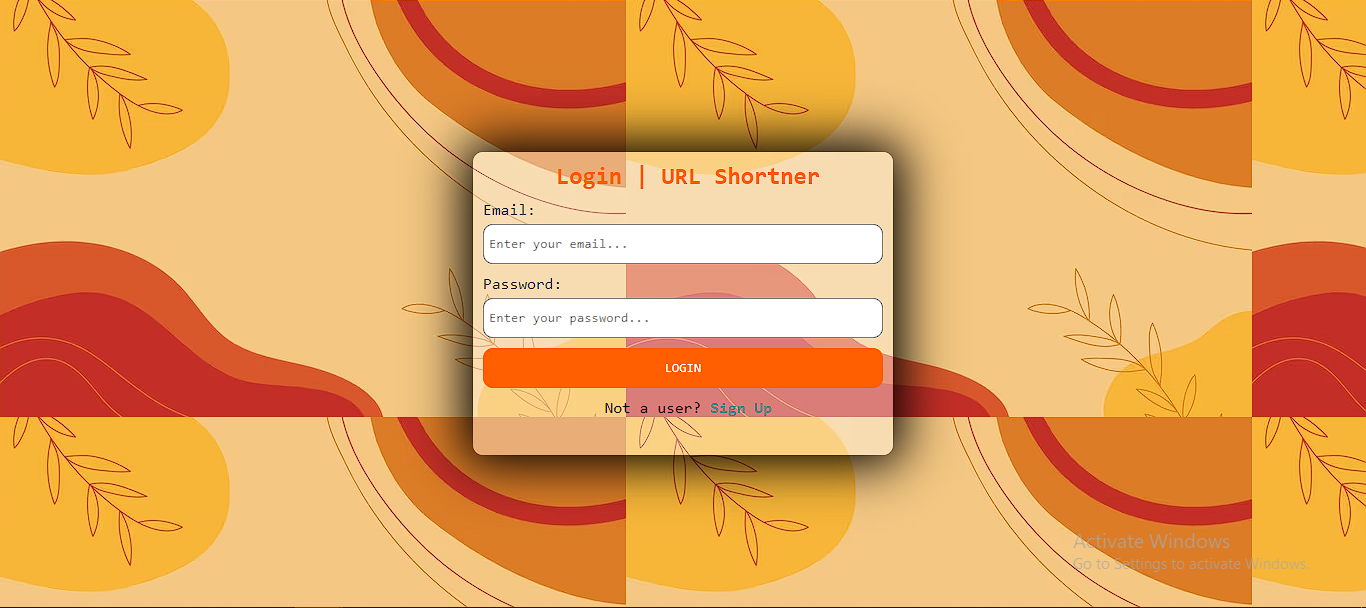 Login | URL Shortner
Email:
Enter your email...
Password:
Enter your password...
LOGIN
Not a user? Sign Up
Activate Windows
Go to Settings to activate Windows.